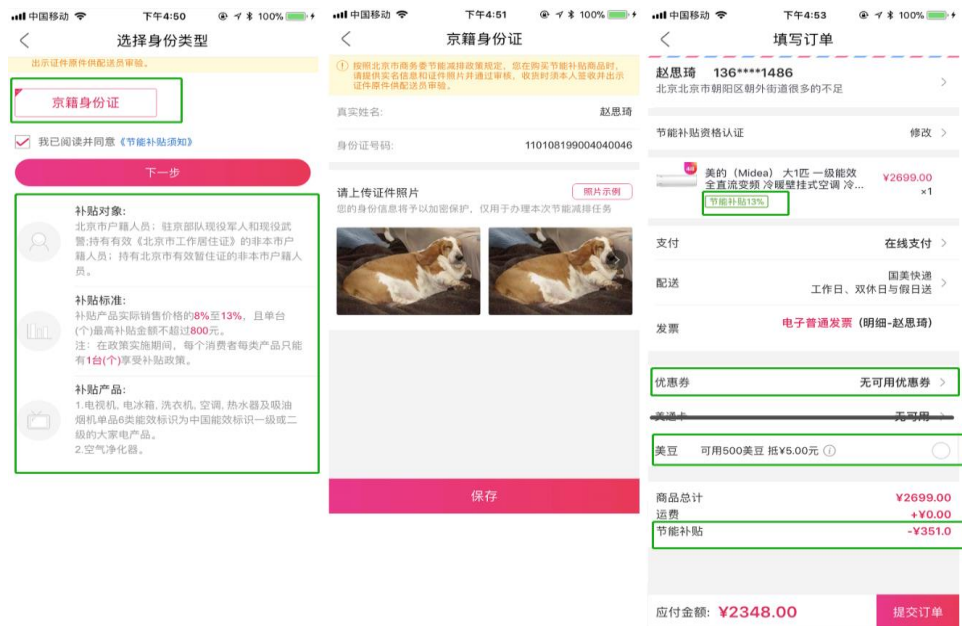 中国移动 下午4:50 100%
选择身份类型
出示证件原件供配送员审验。
京籍身份证
我已阅读并同意《节能补贴须知》
下一步
补贴对象:
北京市户籍人员；驻京部队现役军人和现役武
警;持有有效《北京市工作居住证》的非本市户
籍人员；持有北京市有效暂住证的非本市户籍人
员。
补贴标准:
补贴产品实际销售价格的8%至13%，且单台
(个)最高补贴金额不超过800元。
注：在政策实施期间，每个消费者每类产品只能
有1台(个)享受补贴政策。
补贴产品:
1.电视机, 电冰箱, 洗衣机, 空调, 热水器及吸油
烟机单品6类能效标识为中国能效标识一级或二
级的大家电产品。
2.空气净化器。
中国移动 下午4:51 100%
京籍身份证
按照北京市商务委节能减排政策规定，您在购买节能补贴商品时，
请提供实名信息和证件照片并通过审核，收货时须本人签收并出示
证件原件供配送员审验。
真实姓名: 赵思琦
身份证号码: 110108199004040046
请上传证件照片 照片示例
您的身份信息将予以加密保护，仅用于办理本次节能减排任务
保存
中国移动 下午4:53 100%
填写订单
赵思琦 136****1486
北京北京市朝阳区朝外街道很多的不足
节能补贴资格认证 修改
美的（Midea） 大1匹 一级能效
全直流变频 冷暖壁挂式空调 冷...
¥2699.00
×1
节能补贴13%
支付 在线支付
配送 国美快递
工作日、双休日与假日送
发票 电子普通发票 (明细-赵思琦)
优惠券 无可用优惠券
美通卡 无可用
美豆 可用500美豆 抵¥5.00元
商品总计 ¥2699.00
运费 +¥0.00
节能补贴 -¥351.0
应付金额: ¥2348.00
提交订单